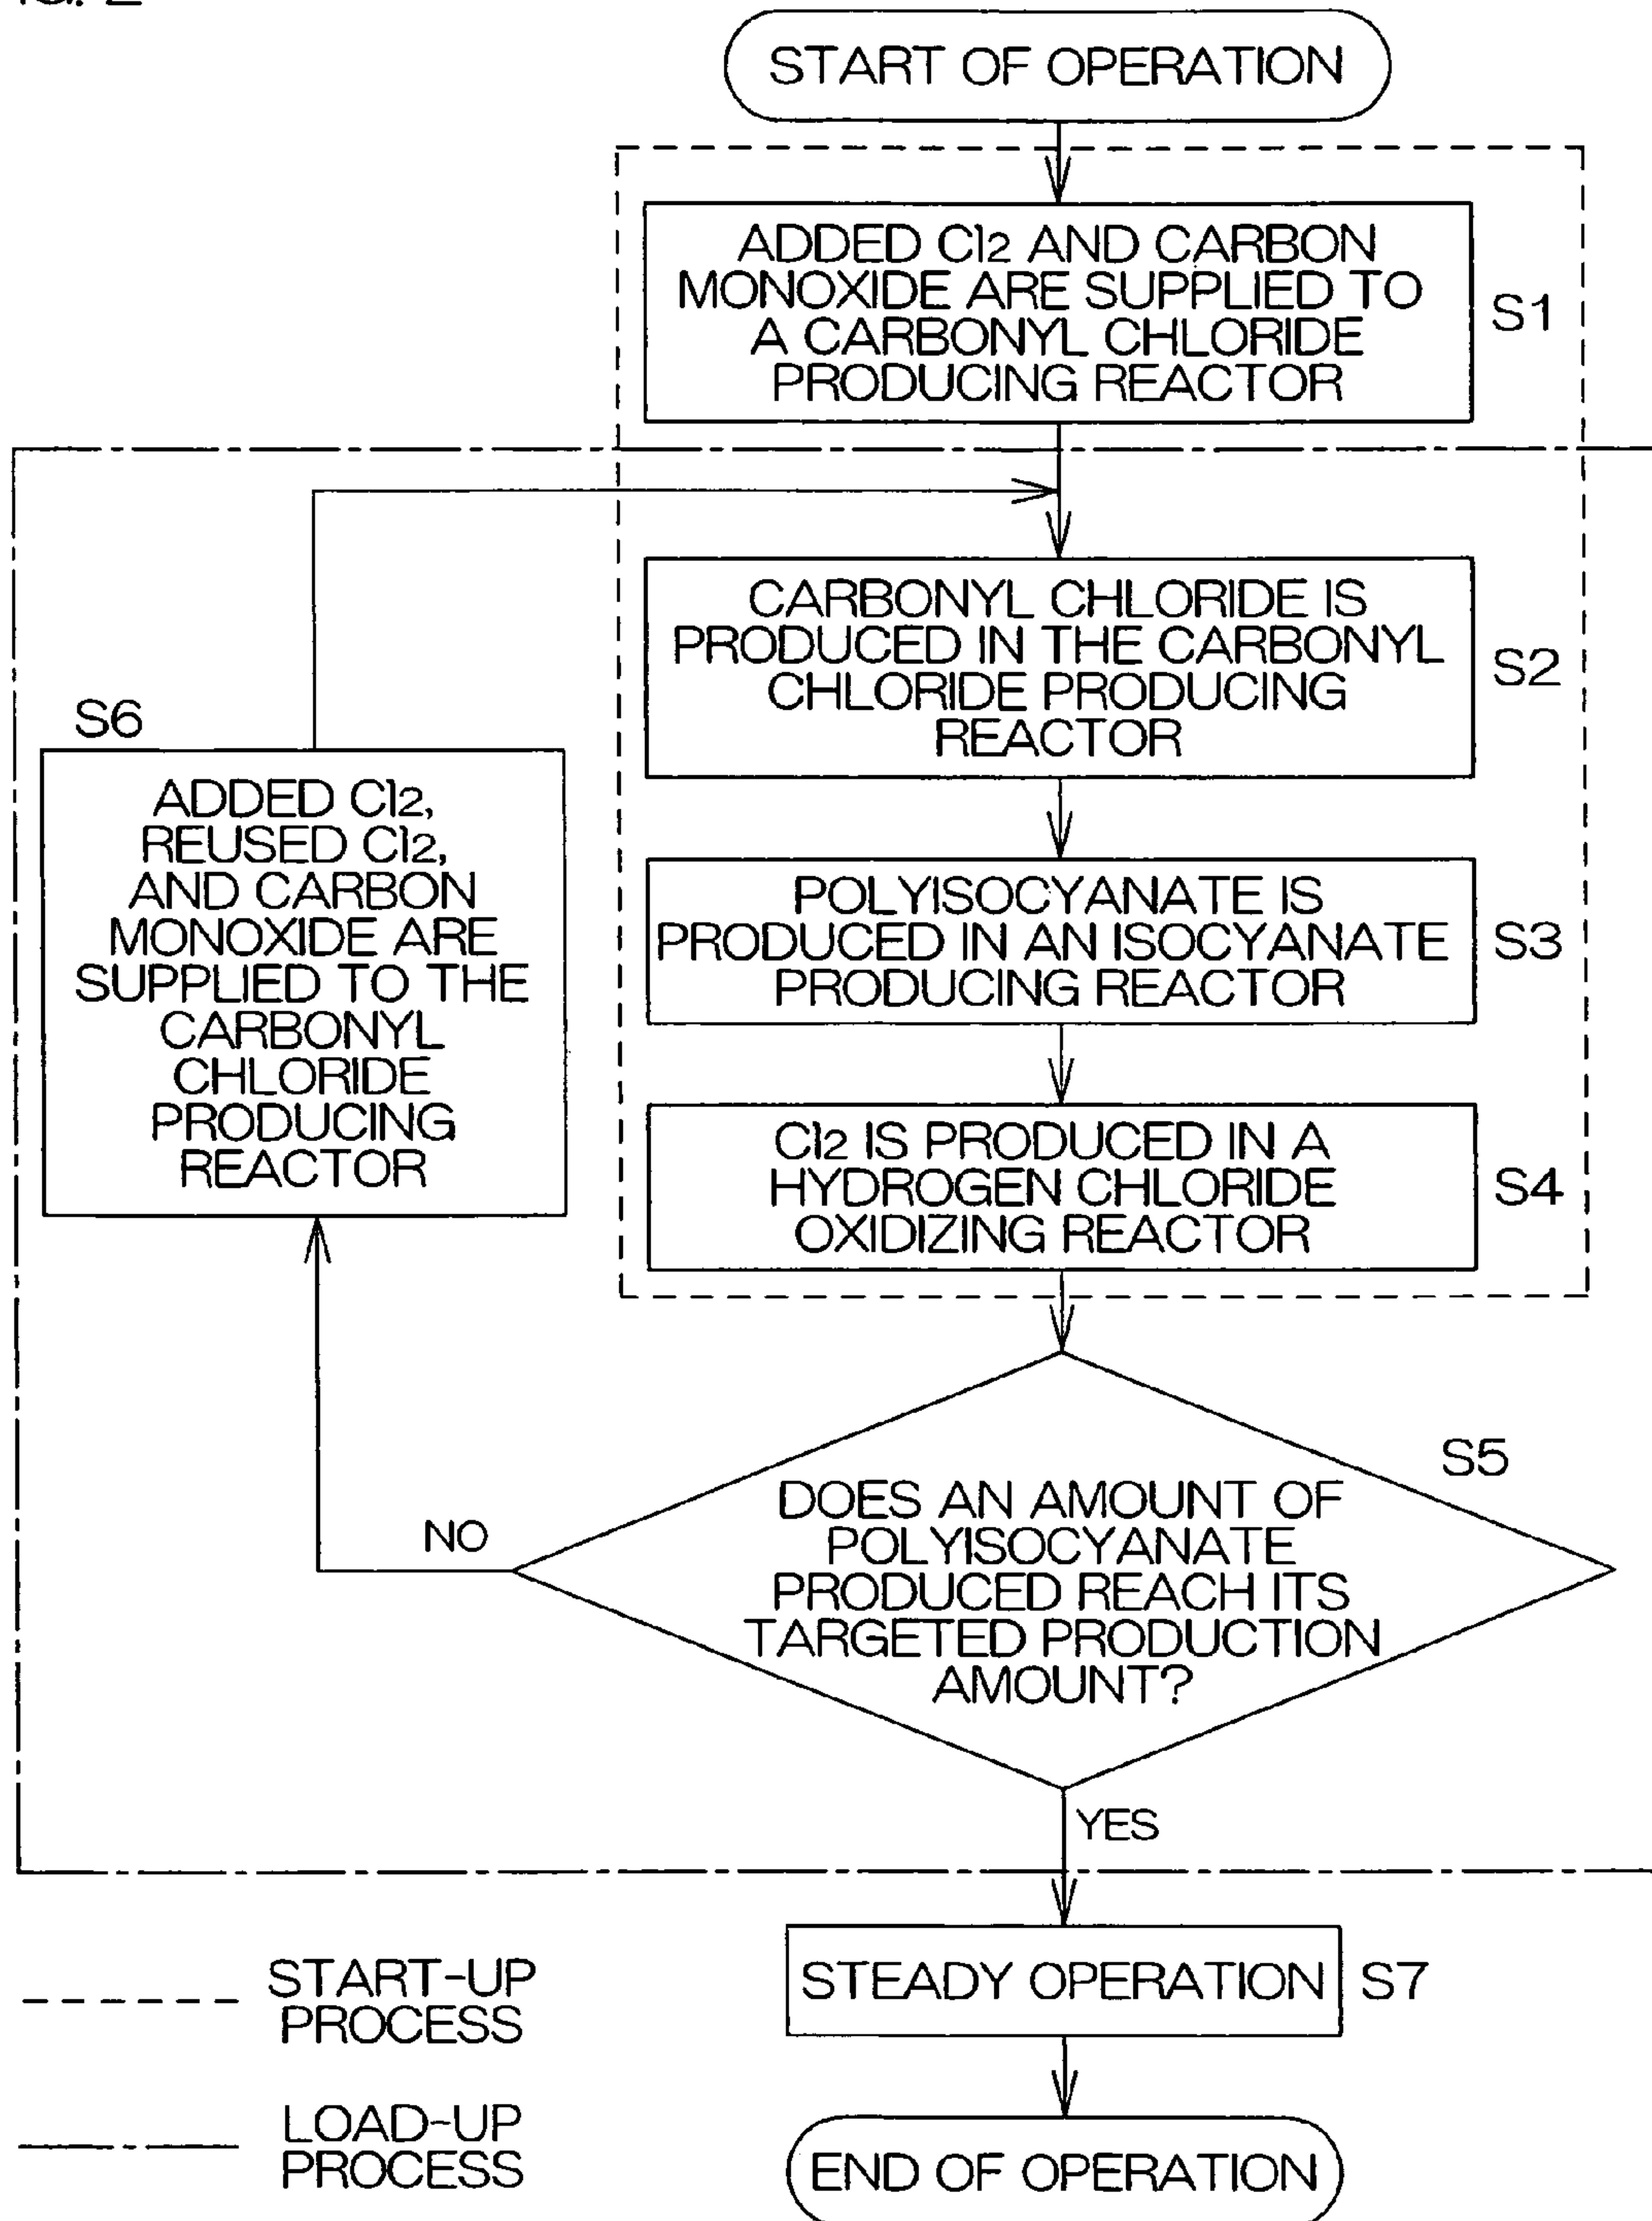 START OF OPERATION
ADDED Cl2 AND CARBON
MONOXIDE ARE SUPPLIED TO
A CARBONYL CHLORIDE
PRODUCING REACTOR
S1
CARBONYL CHLORIDE IS
PRODUCED IN THE CARBONYL
CHLORIDE PRODUCING
REACTOR
S2
S6
ADDED Cl2,
REUSED Cl2,
AND CARBON
MONOXIDE ARE
SUPPLIED TO THE
CARBONYL
CHLORIDE
PRODUCING
REACTOR
POLYISOCYANATE IS
PRODUCED IN AN ISOCYANATE
PRODUCING REACTOR
S3
Cl2 IS PRODUCED IN A
HYDROGEN CHLORIDE
OXIDIZING REACTOR
S4
S5
DOES AN AMOUNT OF
POLYISOCYANATE
PRODUCED REACH ITS
TARGETED PRODUCTION
AMOUNT?
NO
YES
STEADY OPERATION
S7
START-UP
PROCESS
LOAD-UP
PROCESS
END OF OPERATION